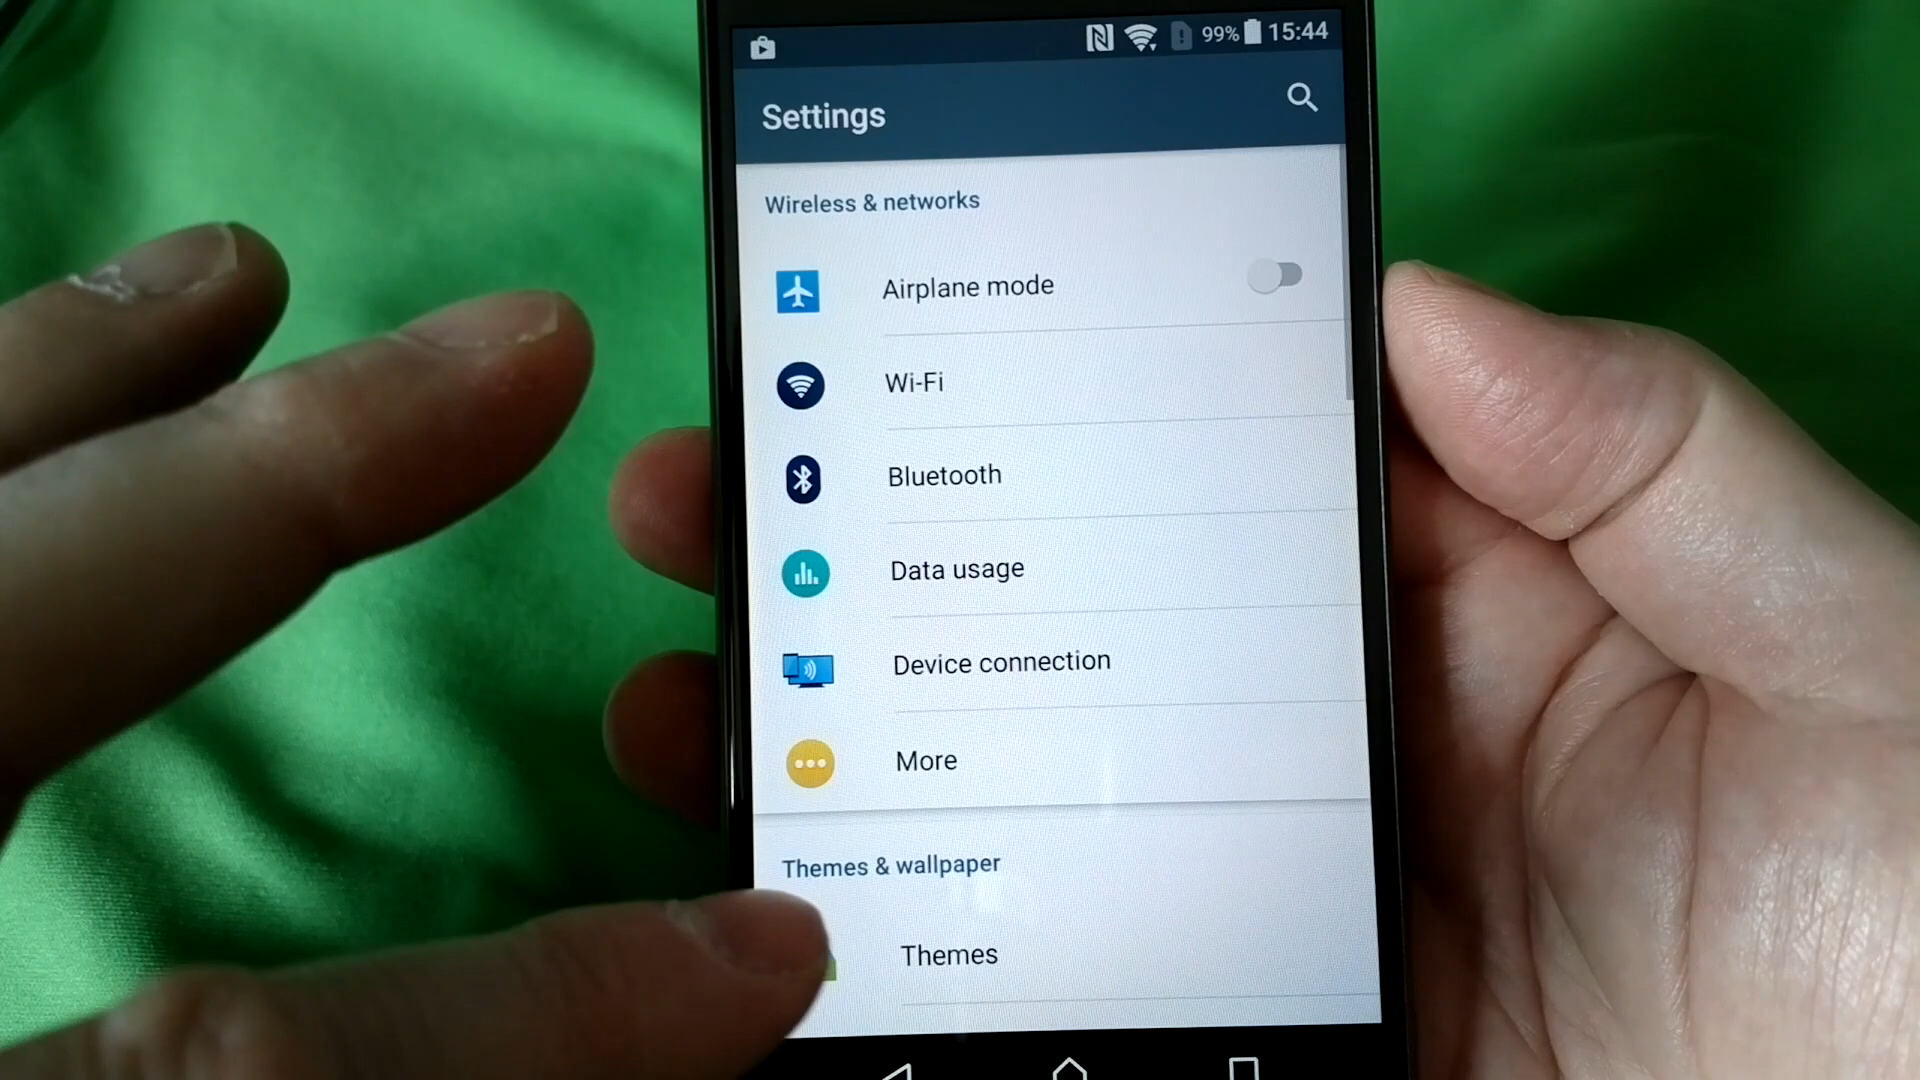 99% 15:44
Settings
Wireless & networks
Airplane mode
Wi-Fi
Bluetooth
Data usage
Device connection
More
Themes & wallpaper
Themes